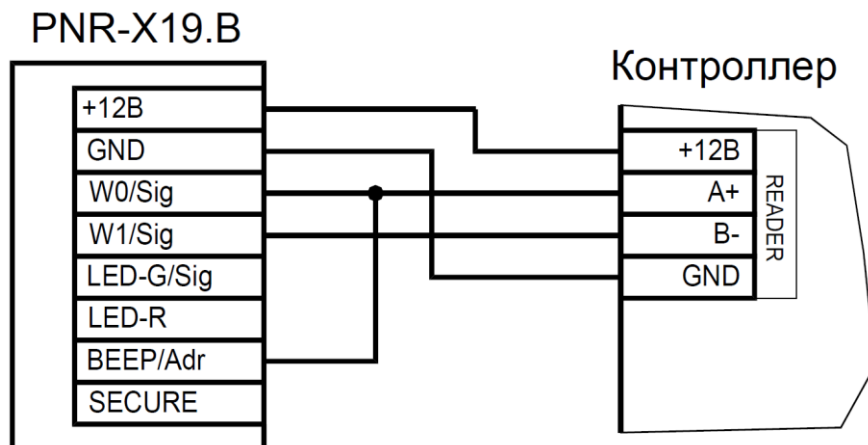 PNR-X19.B
+12В
GND
W0/Sig
W1/Sig
LED-G/Sig
LED-R
BEEP/Adr
SECURE
Контроллер
+12В
A+
B-
GND
READER